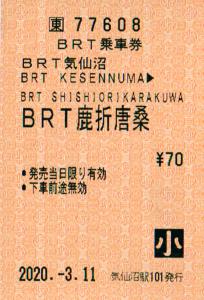 東 77608
BRT乗車券
BRT気仙沼
BRT KESENNUMA▶
BRT SHISHIORIKARAKUWA
BRT鹿折唐桑
¥70
•発売当日限り有効
•下車前途無効
小
2020.-3.11 気仙沼駅101発行